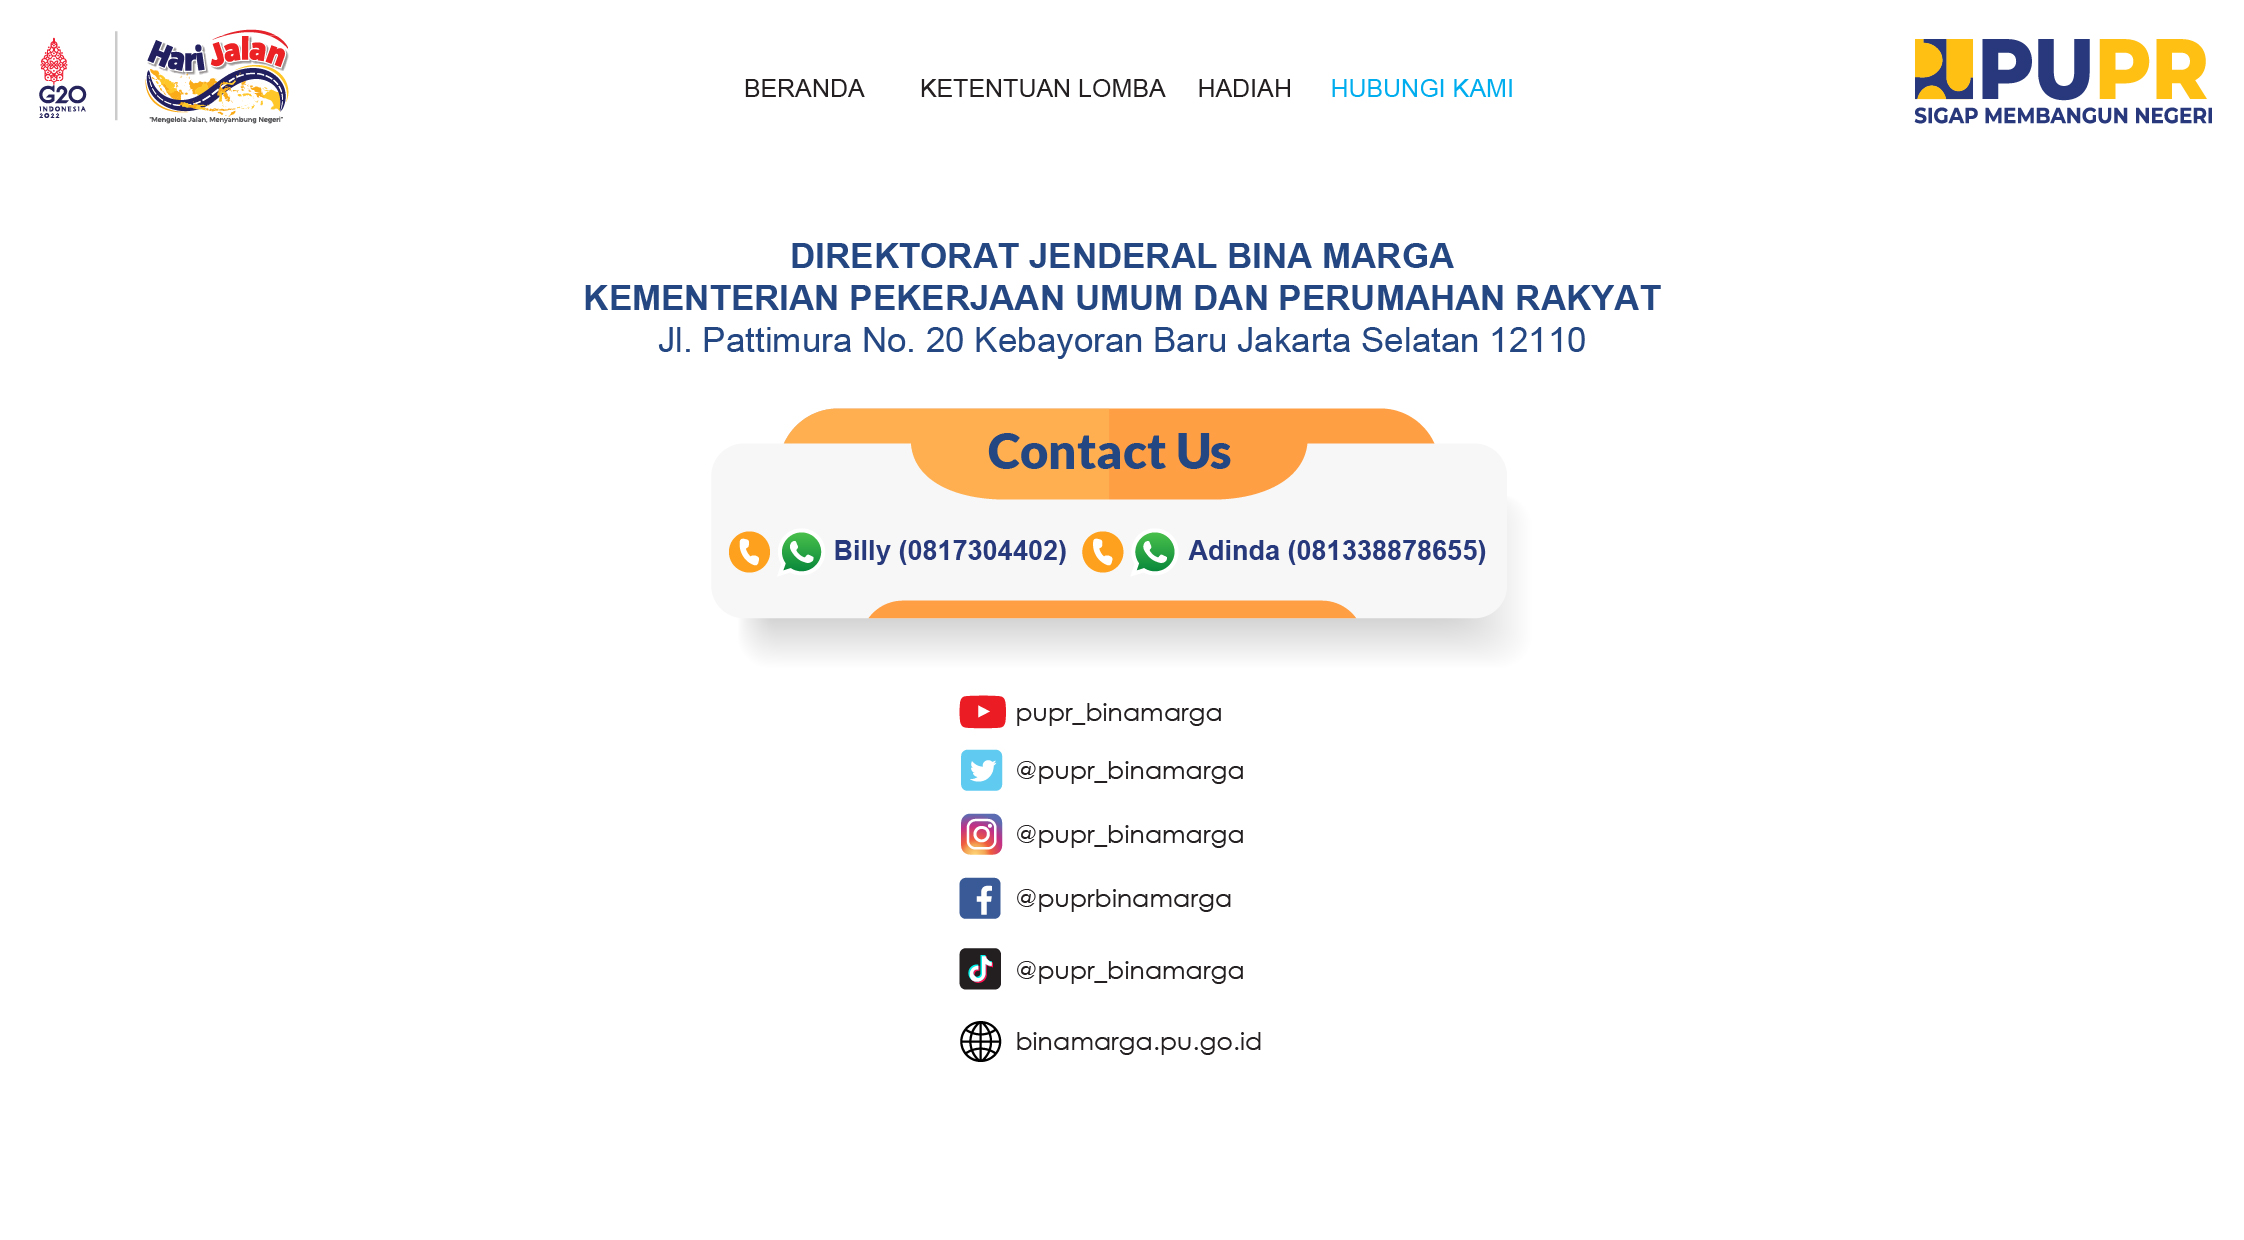 G20
INDONESIA
2022
Hari Jalan
"Mengelola Jalan, Menyambung Negeri"
BERANDA KETENTUAN LOMBA HADIAH HUBUNGI KAMI
PUPR
SIGAP MEMBANGUN NEGERI
DIREKTORAT JENDERAL BINA MARGA
KEMENTERIAN PEKERJAAN UMUM DAN PERUMAHAN RAKYAT
Jl. Pattimura No. 20 Kebayoran Baru Jakarta Selatan 12110
Contact Us
Billy (0817304402) Adinda (081338878655)
pupr_binamarga
@pupr_binamarga
@pupr_binamarga
@puprbinamarga
@pupr_binamarga
binamarga.pu.go.id